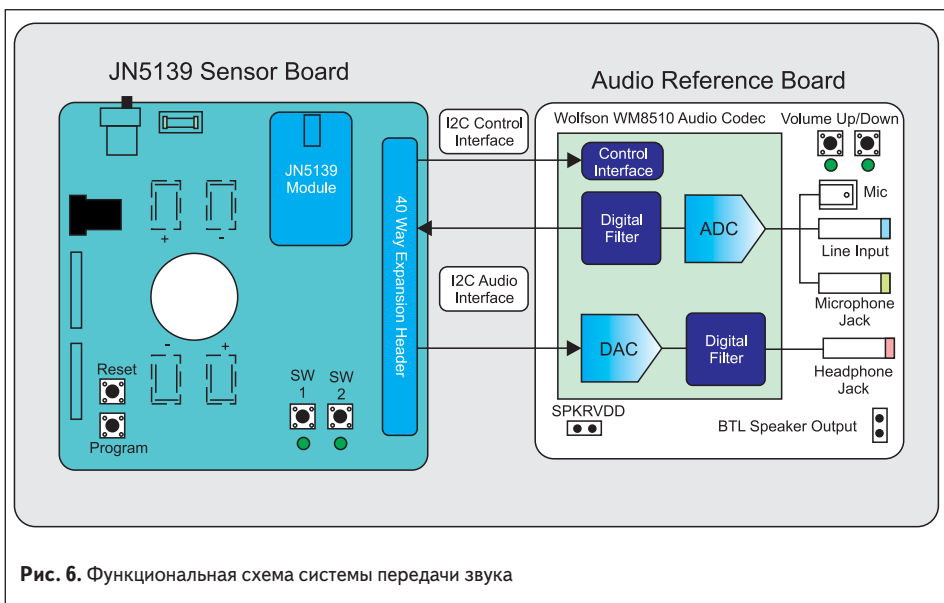 JN5139 Sensor Board
JN5139
Module
40 Way Expansion Header
+
-
-
+
Reset
Program
SW
1
SW
2
I2C Control
Interface
I2C Audio
Interface
Audio Reference Board
Wolfson WM8510 Audio Codec
Volume Up/Down
Control
Interface
Digital
Filter
ADC
Mic
Line Input
Microphone
Jack
DAC
Digital
Filter
Headphone
Jack
SPKRVDD
BTL Speaker Output
Рис. 6. Функциональная схема системы передачи звука